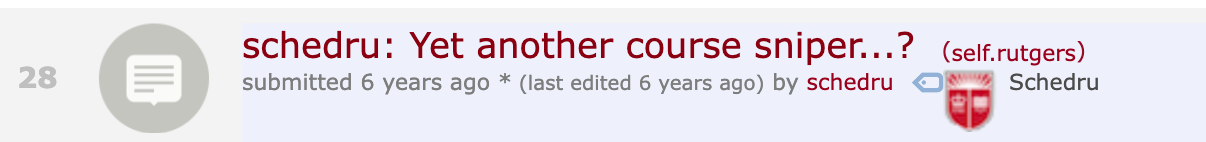 schedru: Yet another course sniper...? (self.rutgers)
28
submitted 6 years ago * (last edited 6 years ago) by schedru Schedru